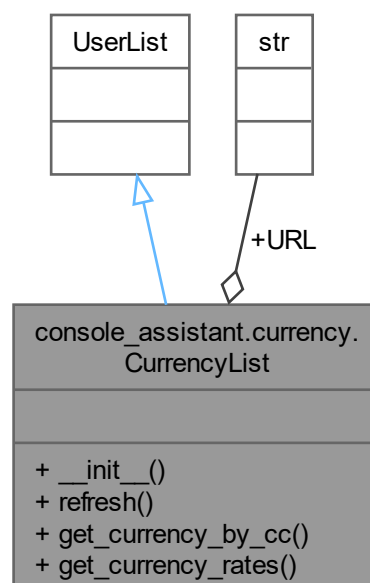 UserList
str
+URL
console_assistant.currency.
CurrencyList
+ __init__()
+ refresh()
+ get_currency_by_cc()
+ get_currency_rates()